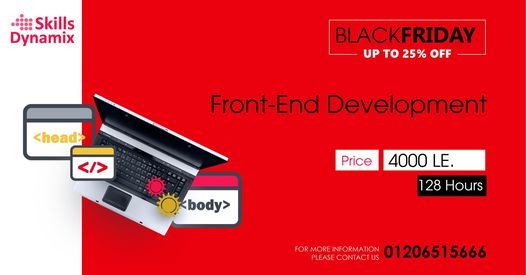 Skills
Dynamix
BLACKFRIDAY
UP TO 25% OFF
Front-End Development
<head>
</>
<body>
Price
4000 LE.
128 Hours
FOR MORE INFORMATION
PLEASE CONTACT US
01206515666